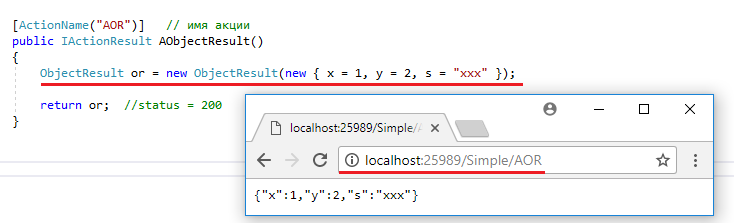 [ActionName("AOR")]   // имя акции
public IActionResult AObjectResult()
{
    ObjectResult or = new ObjectResult(new { x = 1, y = 2, s = "xxx" });
    return or;  //status = 200
}
localhost:25989/Simple/A
localhost:25989/Simple/AOR
{"x":1,"y":2,"s":"xxx"}